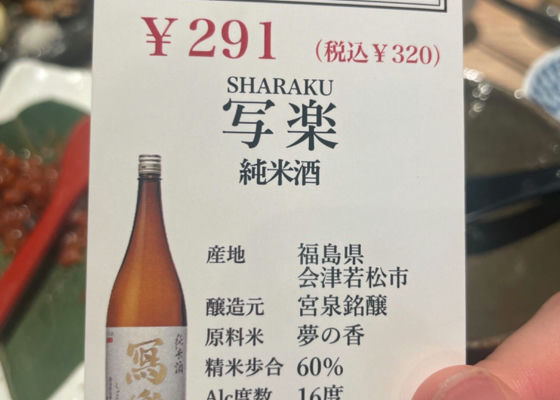 ¥291 (税込¥320)
SHARAKU
写楽
純米酒
産地 福島県
会津若松市
醸造元 宮泉銘醸
原料米 夢の香
精米歩合 60%
Alc度数 16度
純米酒
寫楽